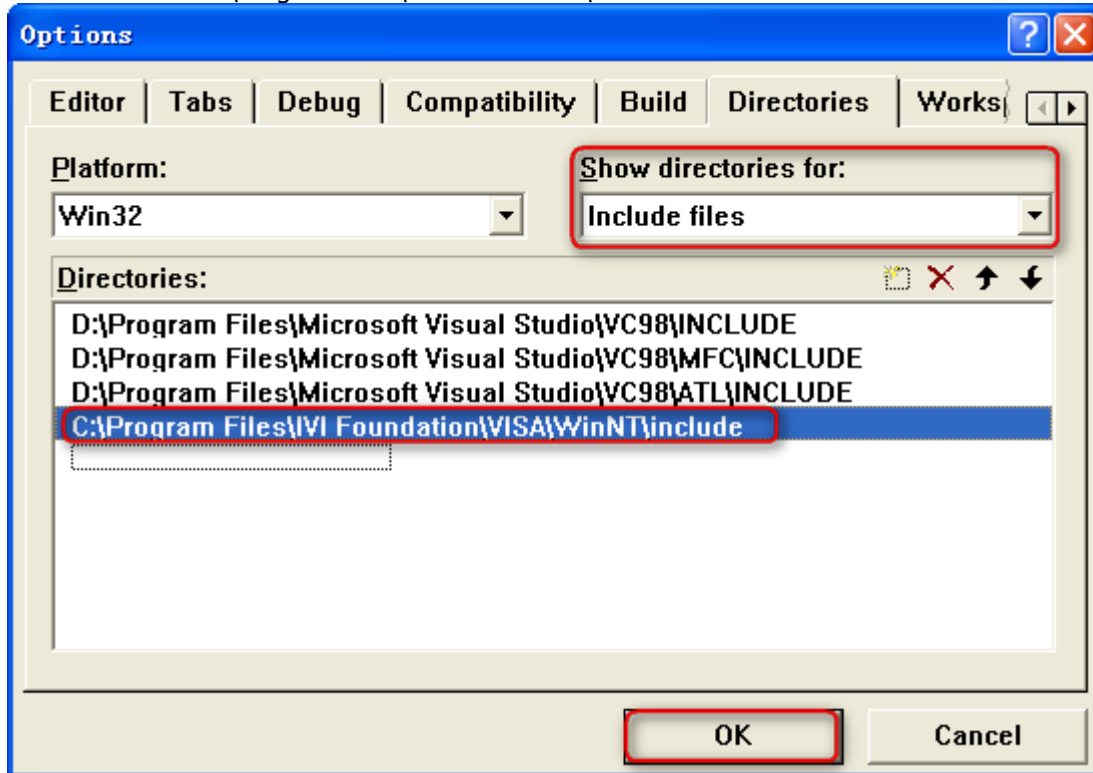 Options
Editor Tabs Debug Compatibility Build Directories
Platform: Show directories for:
Win32 Include files
Directories:
D:\Program Files\Microsoft Visual Studio\VC98\INCLUDE
D:\Program Files\Microsoft Visual Studio\VC98\MFC\INCLUDE
D:\Program Files\Microsoft Visual Studio\VC98\ATL\INCLUDE
C:\Program Files\IVI Foundation\VISA\WinNT\include
OK Cancel